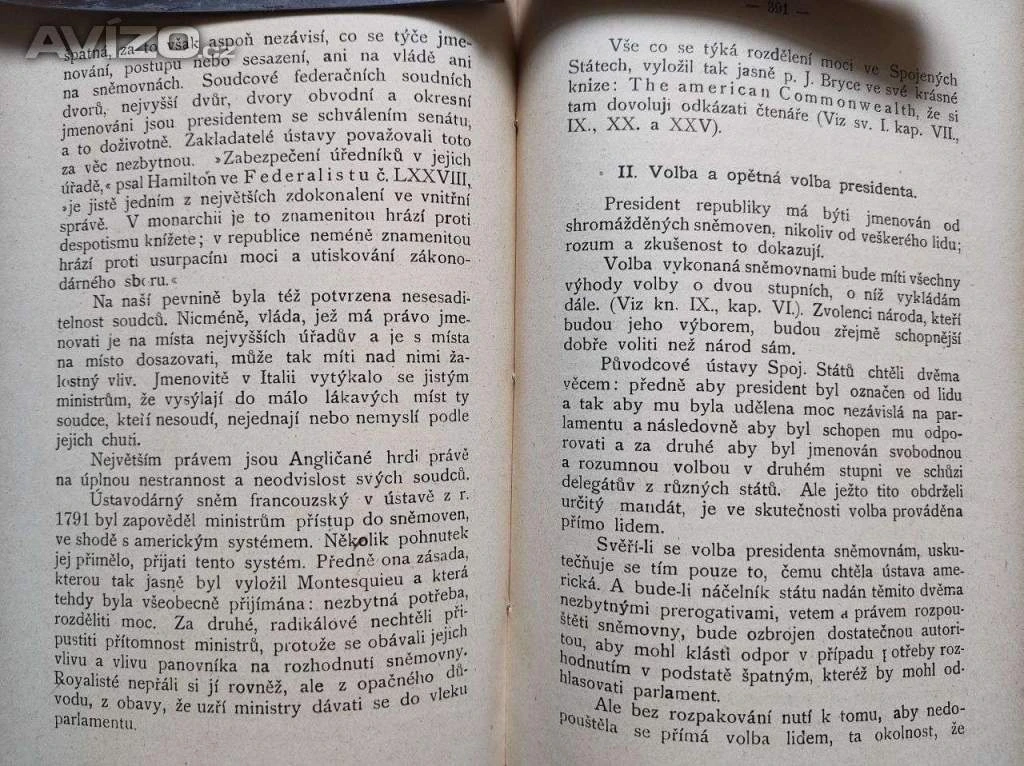 Avízo.cz
špatná, za to však aspoň nezávisí, co se týče jme-
nování, postupu nebo sesazení, ani na vládě ani
na sněmovnách. Soudcové federačních soudních
dvorů, nejvyšší dvůr, dvory obvodní a okresní
jmenováni jsou presidentem se schválením senátu,
a to doživotně. Zakladatelé ústavy považovali toto
za věc nezbytnou. »Zabezpečení úředníků v jejich
úřadě,« psal Hamilton ve Federalistu č. LXXVIII,
»je jistě jedním z největších zdokonalení ve vnitřní
správě. V monarchii je to znamenitou hrází proti
despotismu knížete; v republice neméně znamenitou
hrází proti usurpacím moci a utiskování zákono-
dárného sboru.«
Na naší pevnině byla též potvrzena nesesadi-
telnost soudců. Nicméně, vláda, jež má právo jme-
novati je na místa nejvyšších úřadův a je s místa
na místo dosazovati, může tak míti nad nimi ža-
lostný vliv. Jmenovitě v Italii vytýkalo se jistým
ministrům, že vysýlají do málo lákavých míst ty
soudce, kteří nesoudí, nejednají nebo nemyslí podle
jejich chuti.
Největším právem jsou Angličané hrdi právě
na úplnou nestrannost a neodvislost svých soudců.
Ústavodárný sněm francouzský v ústavě z r.
1791 byl zapověděl ministrům přístup do sněmoven,
ve shodě s americkým systémem. Několik pohnutek
jej přimělo, přijati tento systém. Předně ona zásada,
kterou tak jasně byl vyložil Montesquieu a která
tehdy byla všeobecně přijímána: nezbytná potřeba,
rozděliti moc. Za druhé, radikálové nechtěli při-
pustiti přítomnost ministrů, protože se obávali jejich
vlivu a vlivu panovníka na rozhodnutí sněmovny.
Royalisté nepřáli si jí rovněž, ale z opačného dů-
vodu, z obavy, že uzří ministry dávati se do vleku
parlamentu.
— 391 —
Vše co se týká rozdělení moci ve Spojených
Státech, vyložil tak jasně p. J. Bryce ve své krásné
knize: The american Commonwealth, že si
tam dovoluji odkázati čtenáře (Viz sv. I. kap. VII.,
IX., XX. a XXV).
II. Volba a opětná volba presidenta.
President republiky má býti jmenován od
shromážděných sněmoven, nikoliv od veškerého lidu;
rozum a zkušenost to dokazují.
Volba vykonaná sněmovnami bude míti všechny
výhody volby o dvou stupních, o níž vykládám
dále. (Viz kn. IX., kap. VI.). Zvolenci národa, kteří
budou jeho výborem, budou zřejmě schopnější
dobře voliti než národ sám.
Původcové ústavy Spoj. Států chtěli dvěma
věcem: předně aby president byl označen od lidu
a tak aby mu byla udělena moc nezávislá na par-
lamentu a následovně aby byl schopen mu odpo-
rovati a za druhé aby byl jmenován svobodnou
a rozumnou volbou v druhém stupni ve schůzi
delegátův z různých států. Ale ježto tito obdrželi
určitý mandát, je ve skutečnosti volba prováděna
přímo lidem.
Svěří-li se volba presidenta sněmovnám, usku-
tečňuje se tím pouze to, čemu chtěla ústava ame-
rická. A bude-li náčelník státu nadán těmito dvěma
nezbytnými prerogativami, vetem a právem rozpou-
štěti sněmovny, bude ozbrojen dostatečnou autori-
tou, aby mohl klásti odpor v případu potřeby roz-
hodnutím v podstatě špatným, kteréž by mohl od-
hlasovati parlament.
Ale bez rozpakování nutí k tomu, aby nedo-
pouštěla se přímá volba lidem, ta okolnost, že